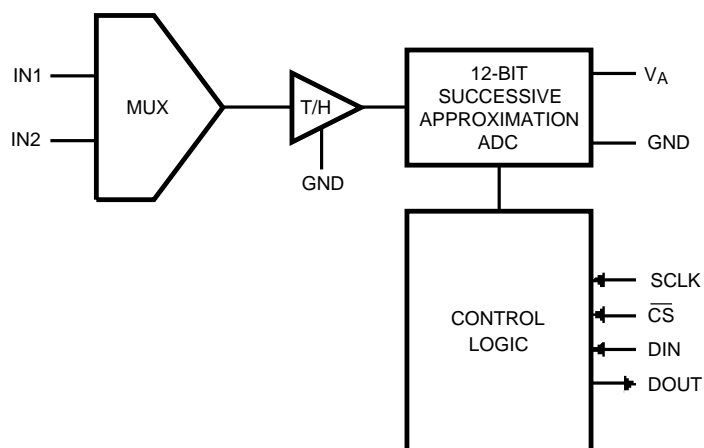 IN1
IN2
MUX
T/H
GND
12-BIT
SUCCESSIVE
APPROXIMATION
ADC
VA
GND
CONTROL
LOGIC
SCLK
CS
DIN
DOUT